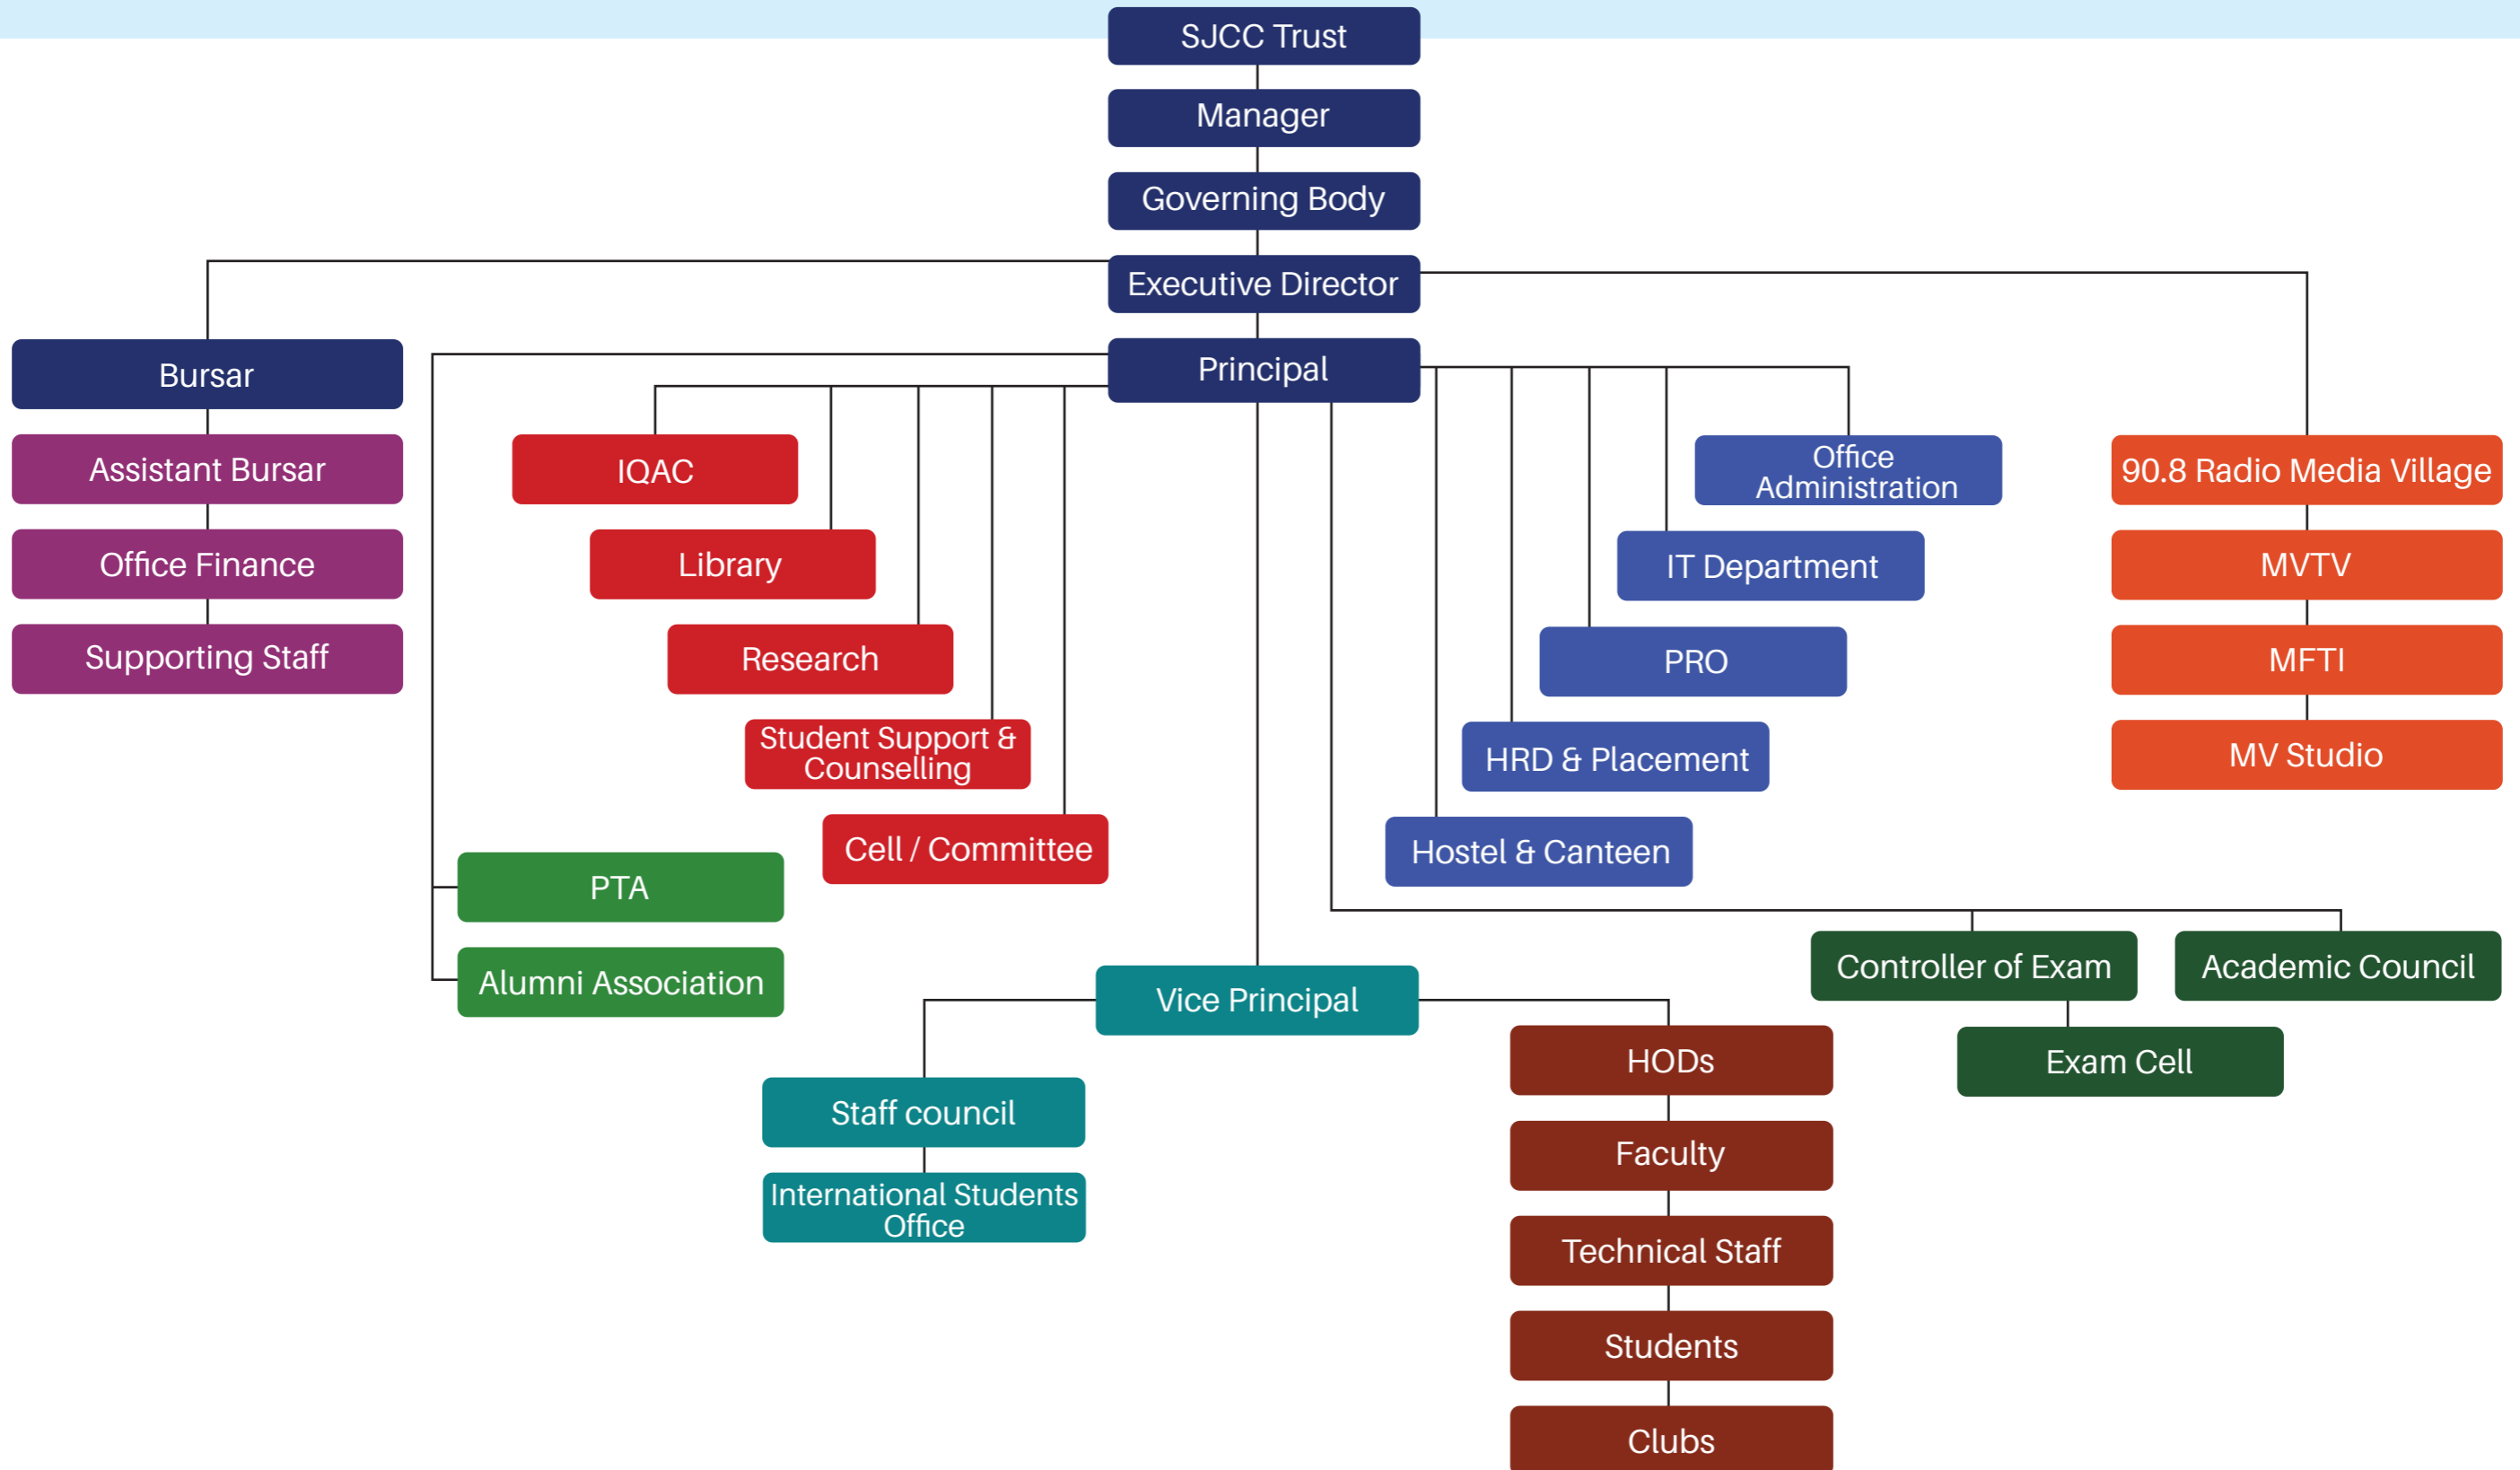 SJCC Trust
Manager
Governing Body
Executive Director
Principal
Bursar
Assistant Bursar
Office Finance
Supporting Staff
IQAC
Library
Research
Student Support &
Counselling
Cell / Committee
PTA
Alumni Association
Office
Administration
IT Department
PRO
HRD & Placement
Hostel & Canteen
90.8 Radio Media Village
MVTV
MFTI
MV Studio
Controller of Exam
Academic Council
Exam Cell
Vice Principal
Staff council
International Students
Office
HODs
Faculty
Technical Staff
Students
Clubs